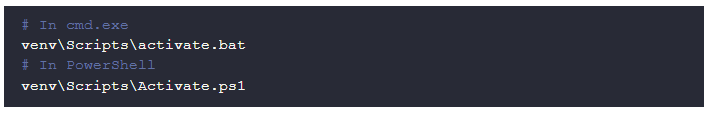 # In cmd.exe
venv\Scripts\activate.bat
# In PowerShell
venv\Scripts\Activate.ps1